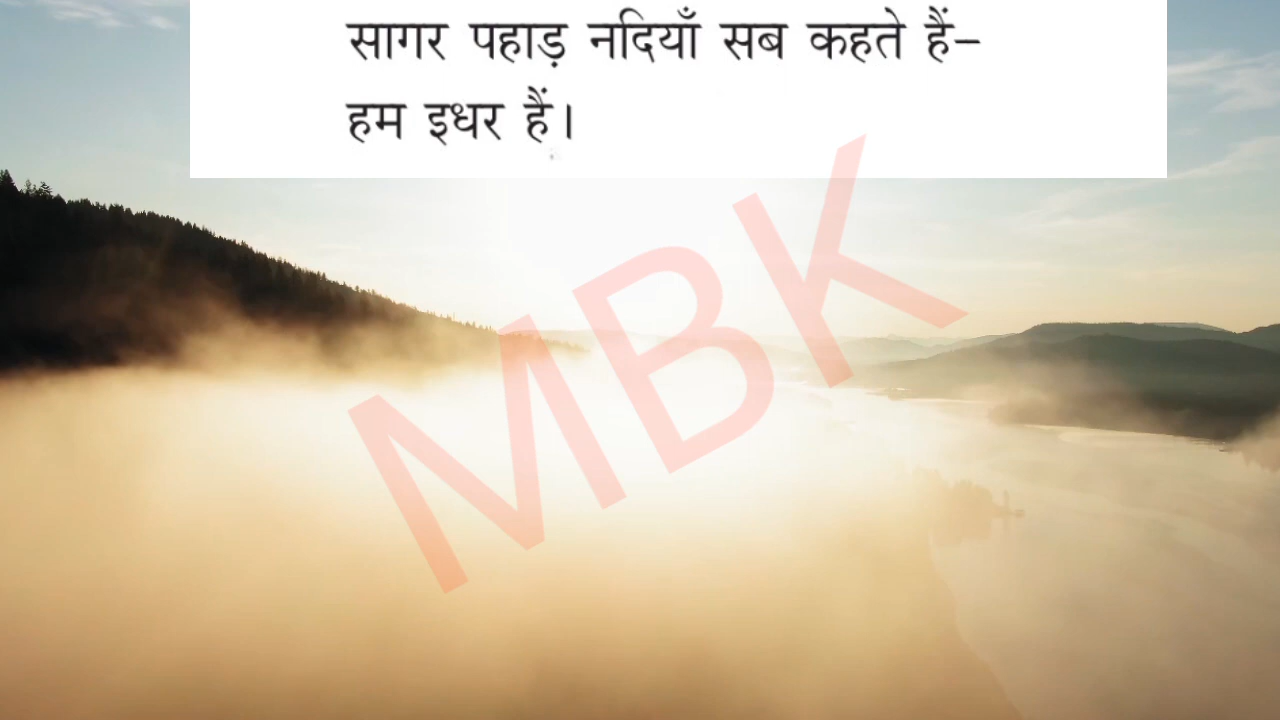 सागर पहाड़ नदियाँ सब कहते हैं–
हम इधर हैं।
MBK